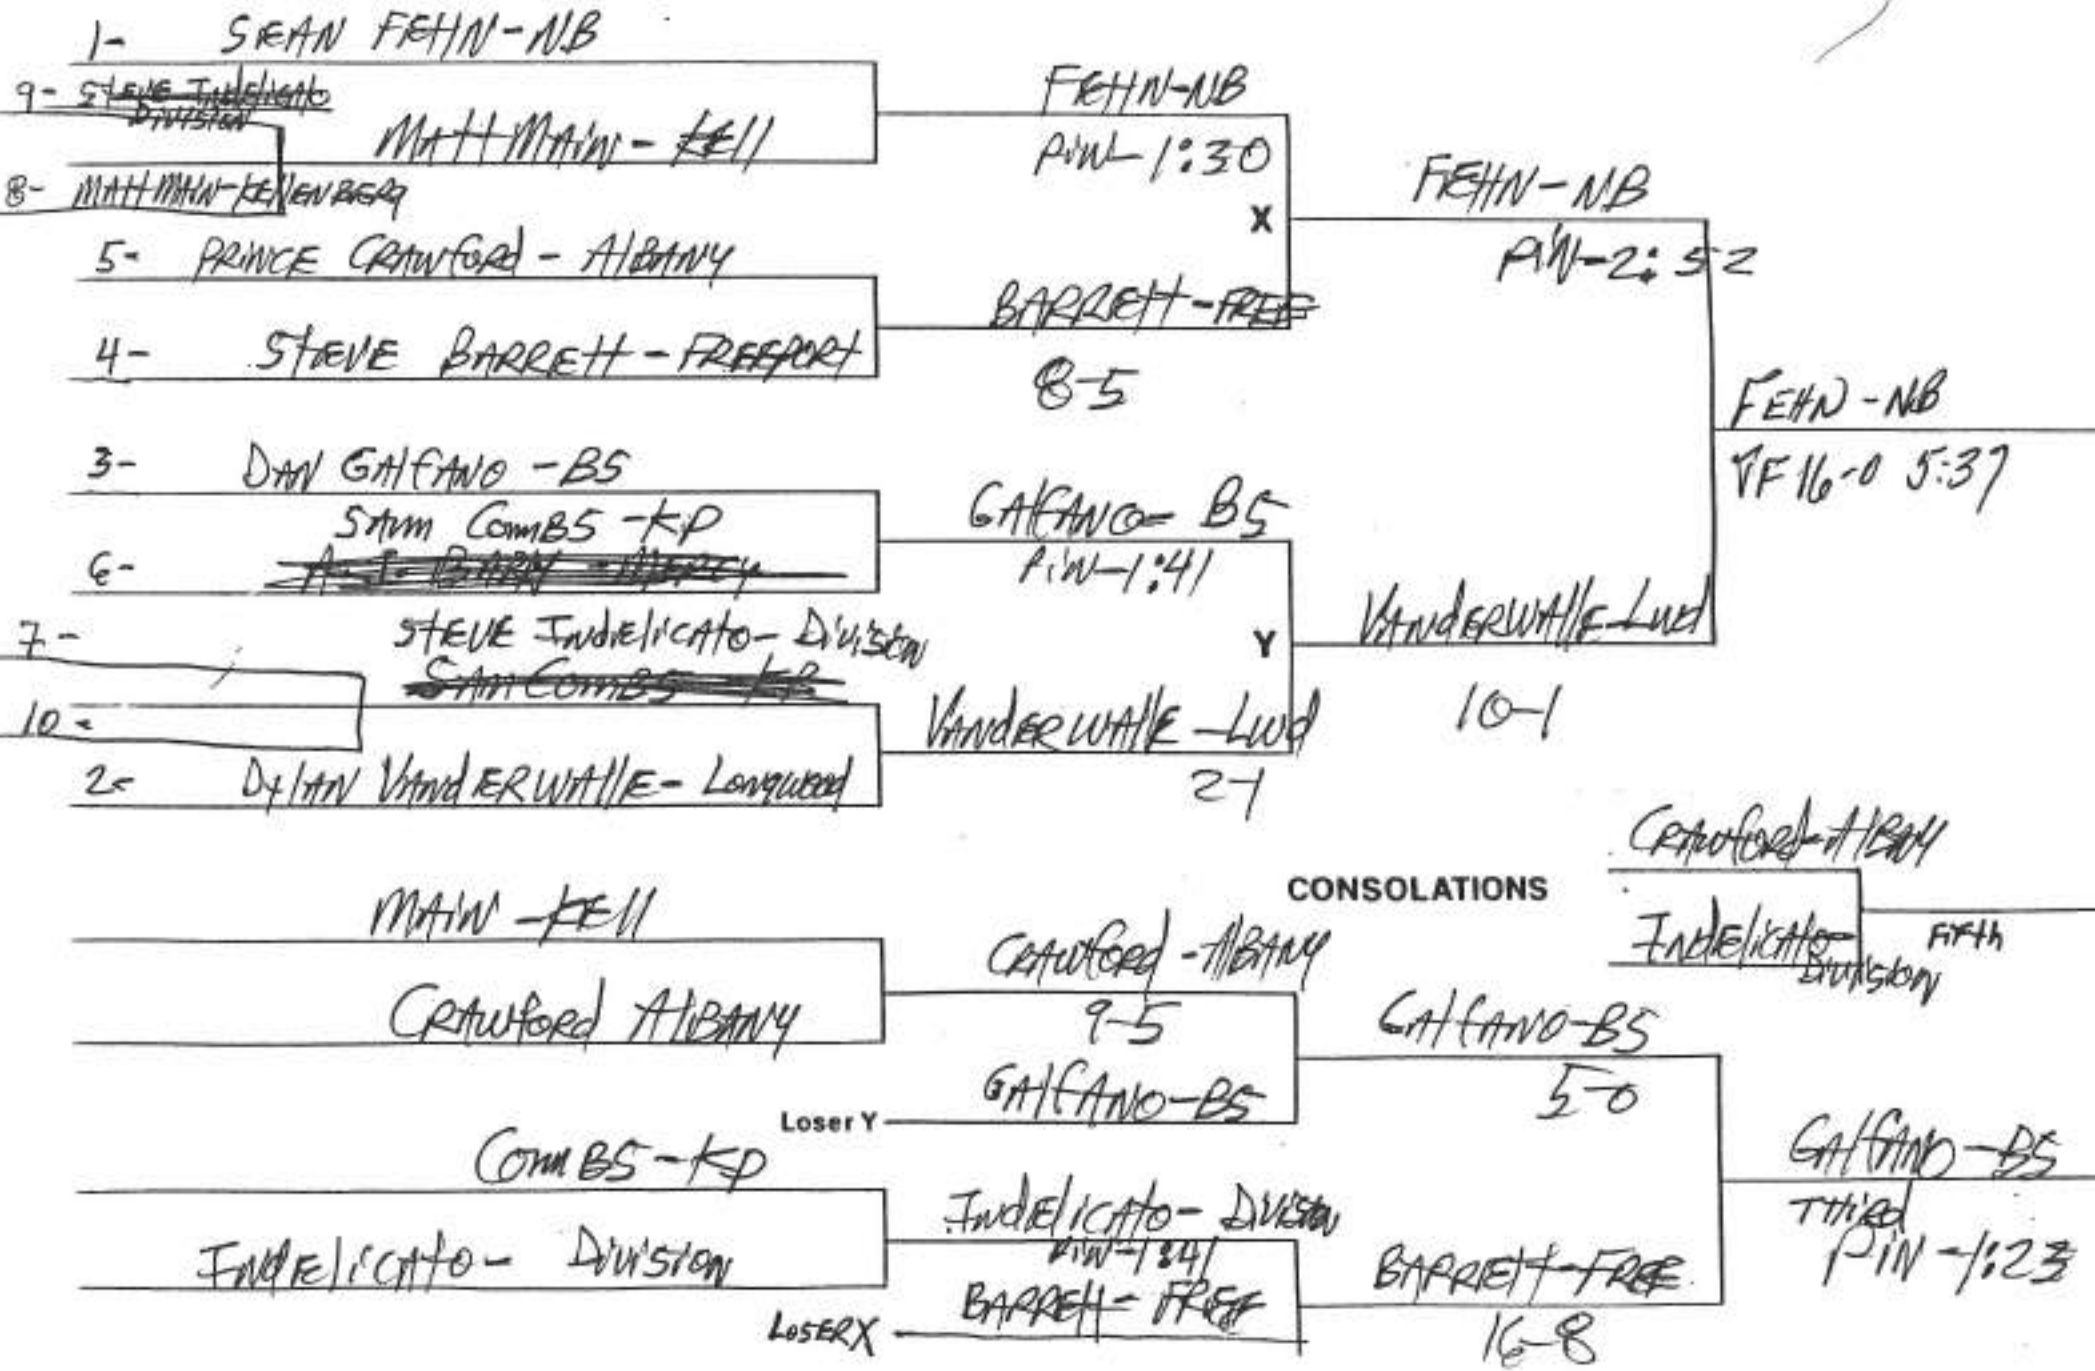 1- SEAN FEHN-NB
9- STEVE INDELICATO
DIVISION
MATT MAIN - KELL
8- MATT MAIN-KELLENBERG
FEHN-NB
PIN-1:30
X
5- PRINCE CRAWFORD - ALBANY
4- STEVE BARRETT - FREEPORT
BARRETT-FREE
8-5
FEHN-NB
PIN-2:52
3- DAN GALFANO -BS
SAM COMBS -KP
6-
GALFANO- BS
PIN-1:41
Y
7-
STEVE INDELICATO- DIVISION
SAM COMBS KP
10-
2- DYLAN VANDERWALLE- LONGWOOD
VANDERWALLE -LWD
2-1
VANDERWALLE-LWD
10-1
FEHN-NB
TF 16-0 5:37
CONSOLATIONS
MAIN -KELL
CRAWFORD ALBANY
CRAWFORD -ALBANY
9-5
Loser Y
GALFANO-BS
GALFANO-BS
5-0
COMBS-KP
INDELICATO- DIVISION
INDELICATO- DIVISION
PIN-1:41
LOSER X
BARRETT- FREE
BARRETT-FREE
16-8
GALFANO-BS
THIRD
PIN-1:23
CRAWFORD-ALBANY
INDELICATO-
DIVISION
FIFTH